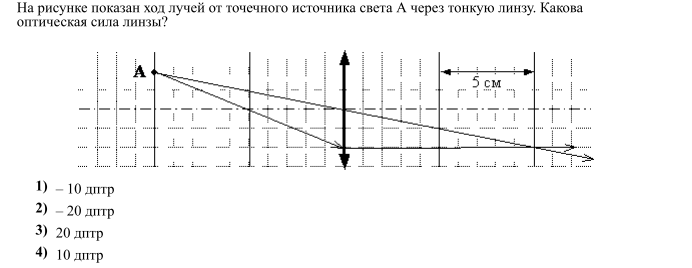 На рисунке показан ход лучей от точечного источника света А через тонкую линзу. Какова
оптическая сила линзы?
А
5 см
1) – 10 дптр
2) – 20 дптр
3) 20 дптр
4) 10 дптр